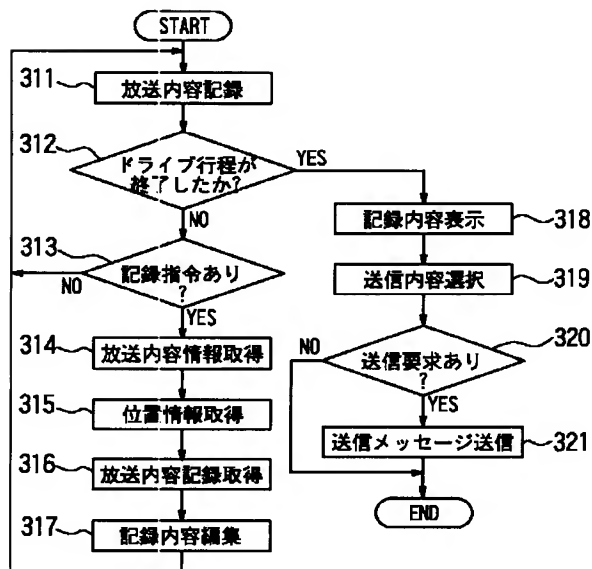 START
311
放送内容記録
312
ドライブ行程が
終了したか?
YES
NO
313
記録指令あり
?
NO
YES
314
放送内容情報取得
315
位置情報取得
316
放送内容記録取得
317
記録内容編集
記録内容表示
318
送信内容選択
319
320
NO
送信要求あり
?
YES
送信メッセージ送信
321
END